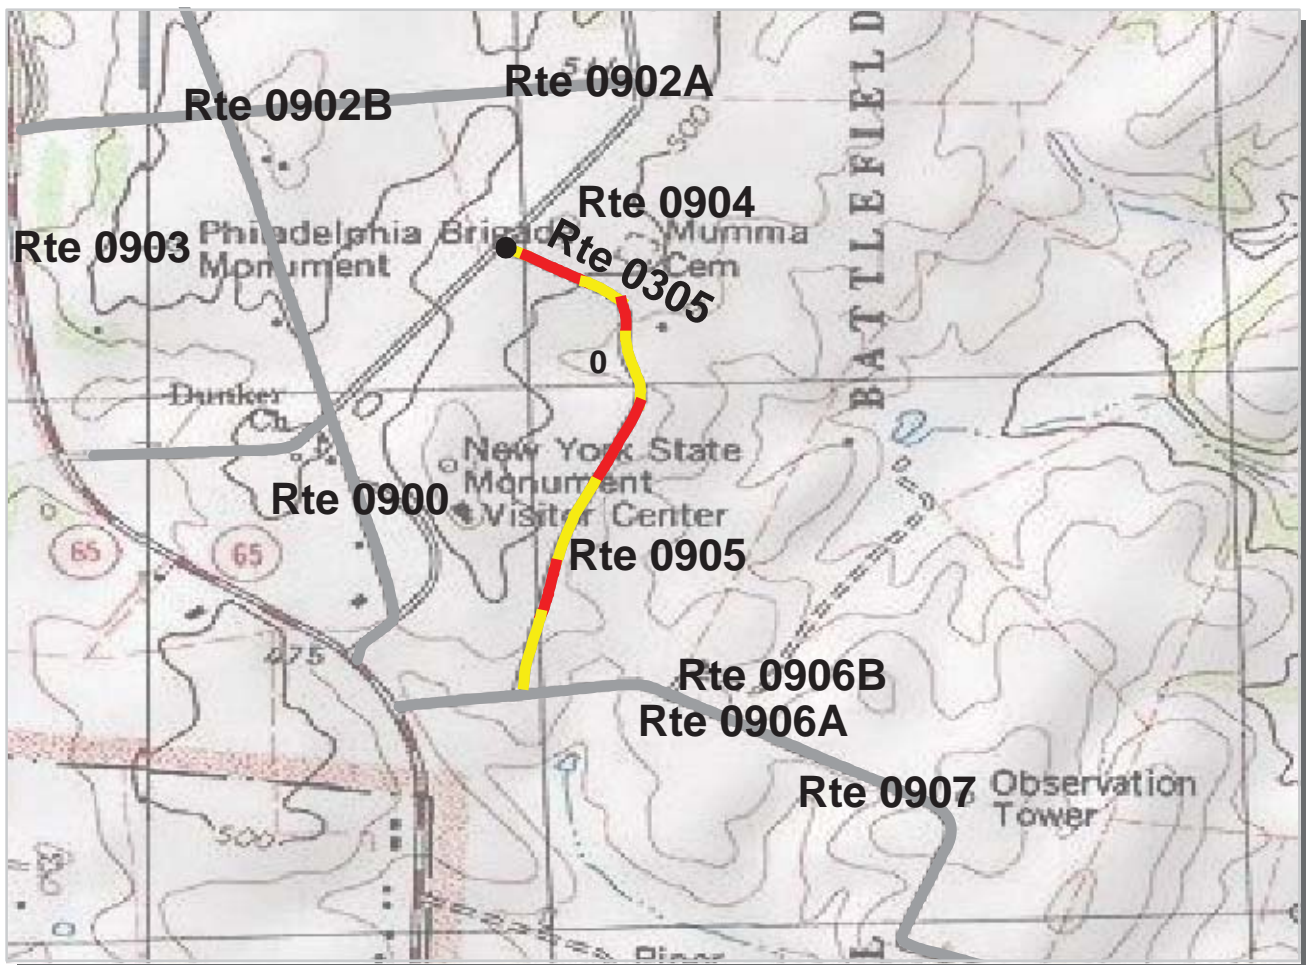 Rte 0902A
Rte 0902B
500
Rte 0904
Rte 0903
Philadelphia Brigade
Monument
Mumma
Cem
Rte 0305
BATTLEFIELD
0
Dunker
Ch
New York State
Monument
Visitor Center
Rte 0900
Rte 0905
65
65
475
Rte 0906B
Rte 0906A
Rte 0907
Observation
Tower
500